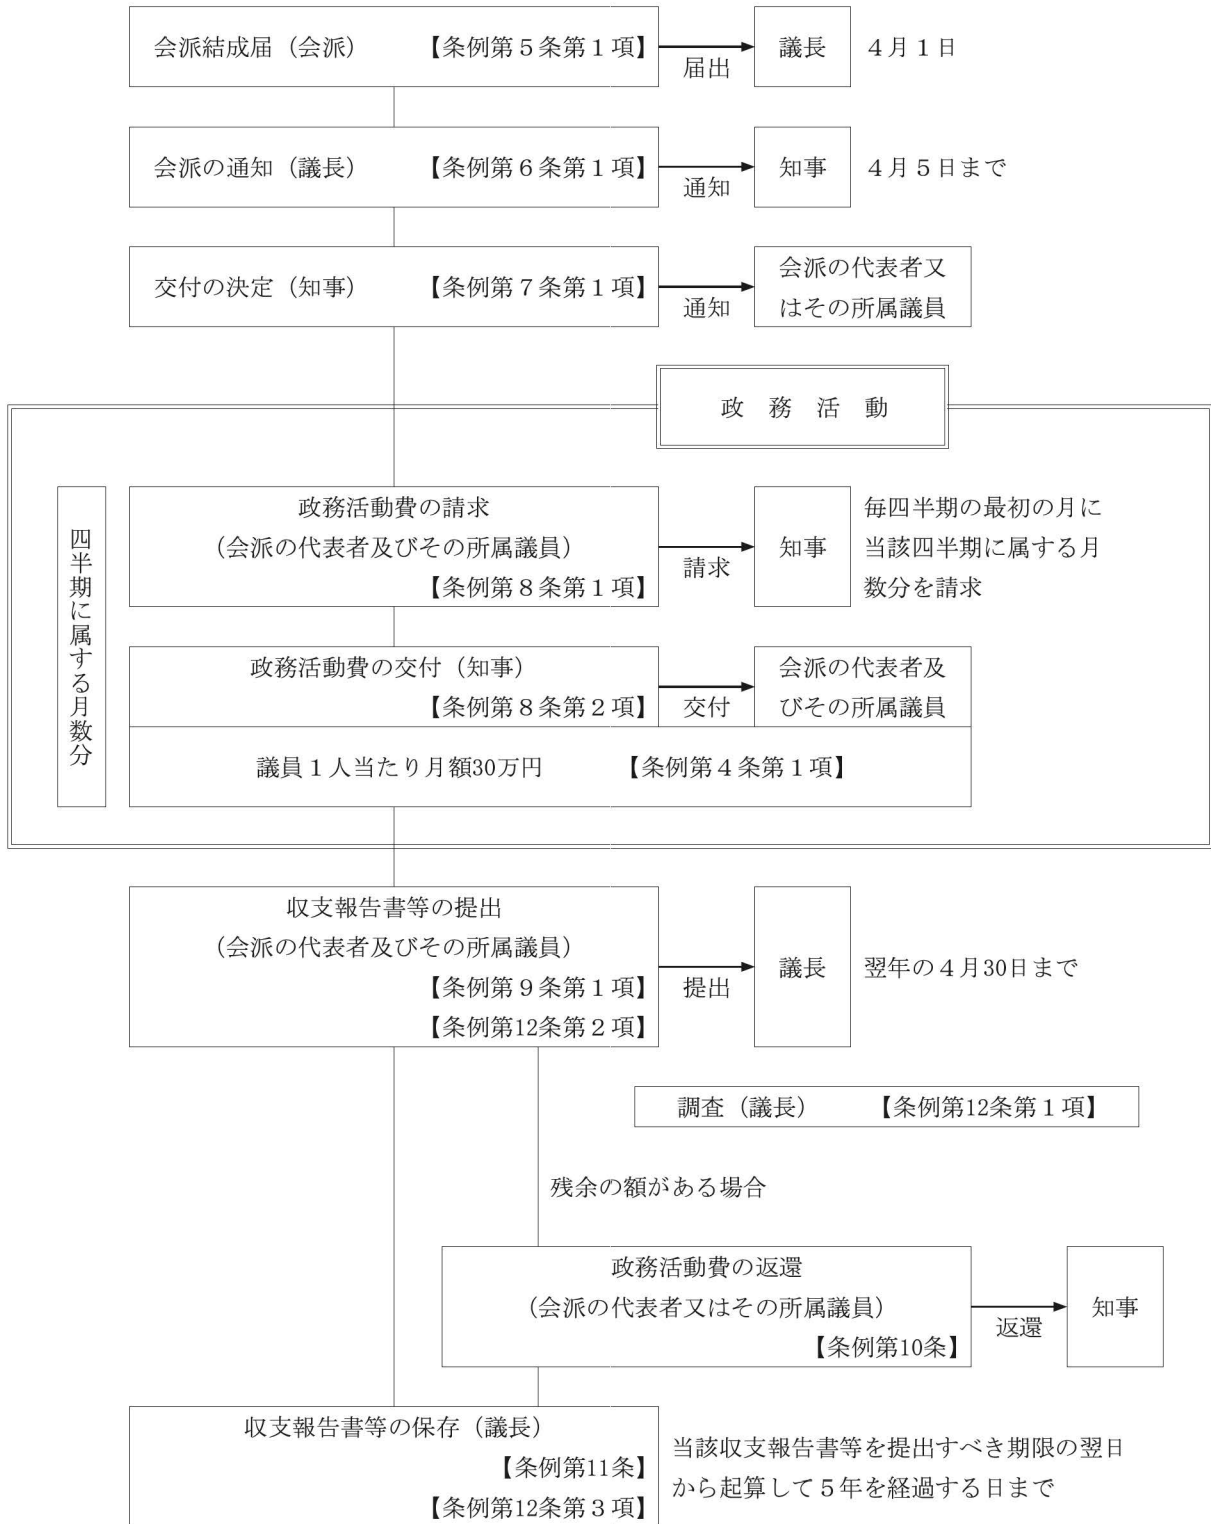 会派結成届（会派）　【条例第５条第１項】
届出
議長
４月１日
会派の通知（議長）　【条例第６条第１項】
通知
知事
４月５日まで
交付の決定（知事）　【条例第７条第１項】
通知
会派の代表者又
はその所属議員
政　務　活　動
四半期に属する月数分
政務活動費の請求
（会派の代表者及びその所属議員）
【条例第８条第１項】
請求
知事
毎四半期の最初の月に
当該四半期に属する月
数分を請求
政務活動費の交付（知事）
【条例第８条第２項】
交付
会派の代表者及
びその所属議員
議員１人当たり月額30万円　【条例第４条第１項】
収支報告書等の提出
（会派の代表者及びその所属議員）
【条例第９条第１項】
【条例第12条第２項】
提出
議長
翌年の４月30日まで
調査（議長）　【条例第12条第１項】
残余の額がある場合
政務活動費の返還
（会派の代表者又はその所属議員）
【条例第10条】
返還
知事
収支報告書等の保存（議長）
【条例第11条】
【条例第12条第３項】
当該収支報告書等を提出すべき期限の翌日
から起算して５年を経過する日まで